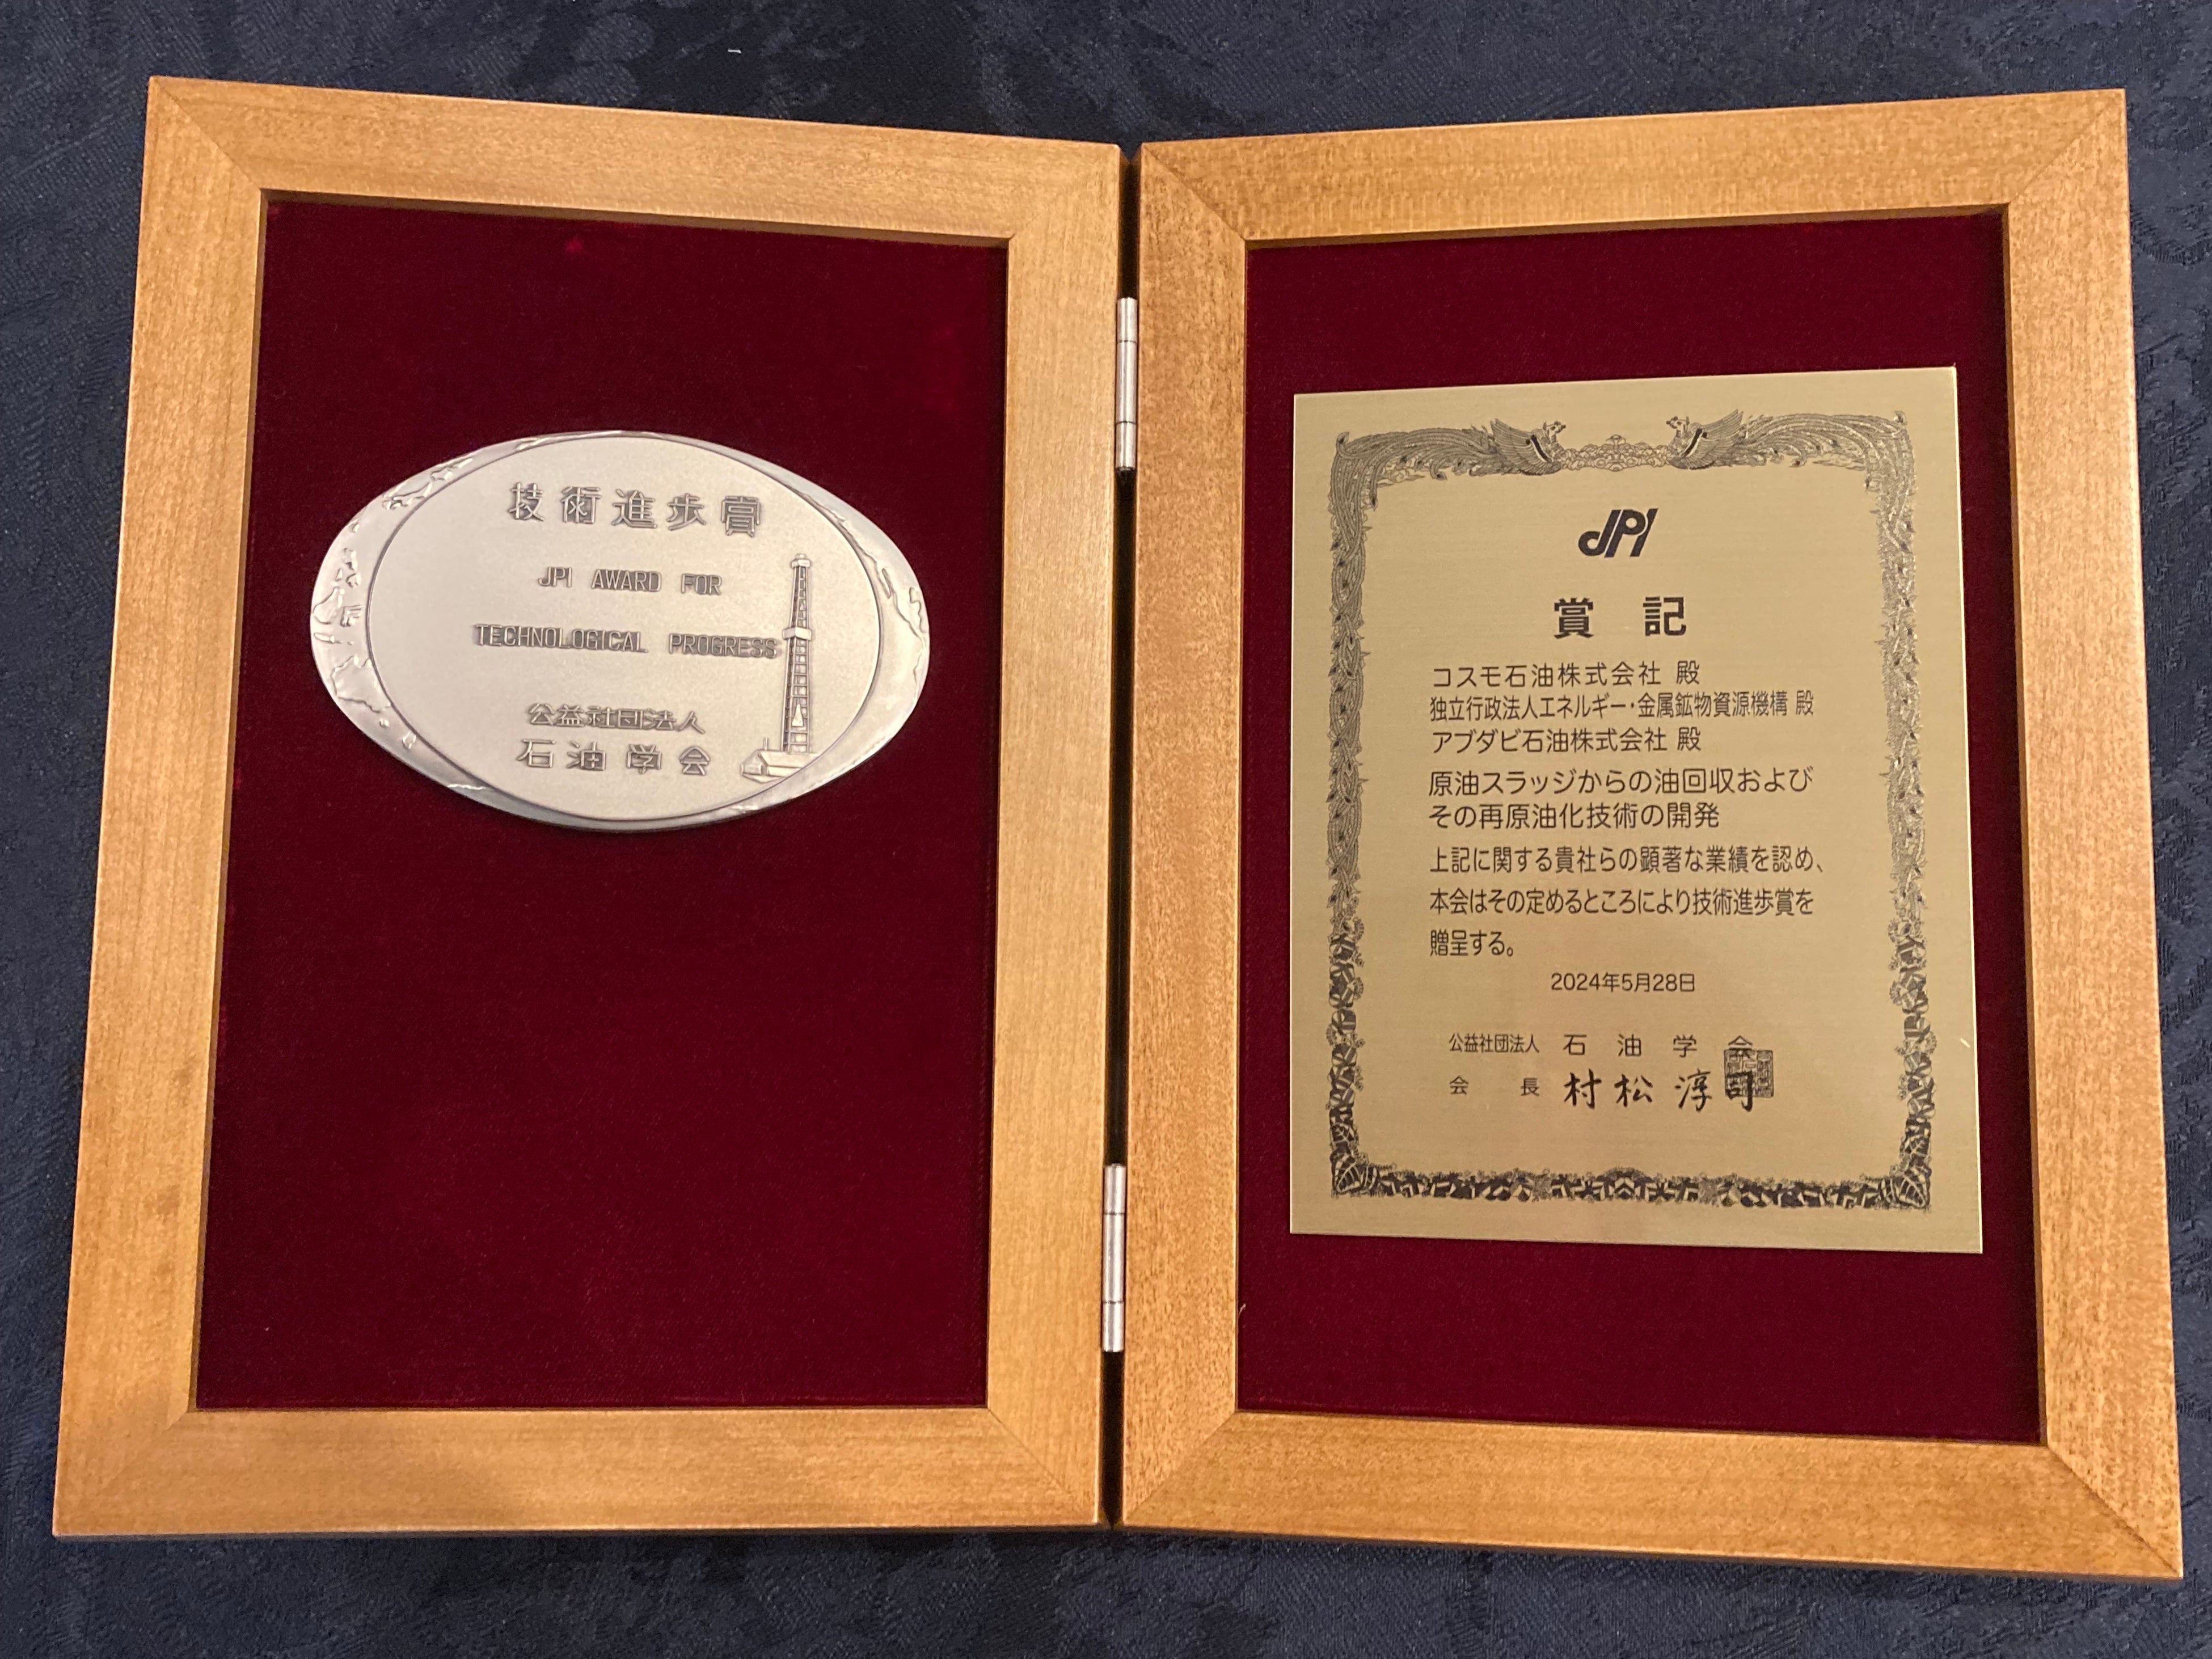 技術進歩賞
JPI AWARD FOR
TECHNOLOGICAL PROGRESS
公益社団法人
石油学会
JPI
賞 記
コスモ石油株式会社 殿
独立行政法人エネルギー・金属鉱物資源機構 殿
アブダビ石油株式会社 殿
原油スラッジからの油回収および
その再原油化技術の開発
上記に関する貴社らの顕著な業績を認め、
本会はその定めるところにより技術進歩賞を
贈呈する。
2024年5月28日
公益社団法人 石 油 学 会
会 長 村松 淳司